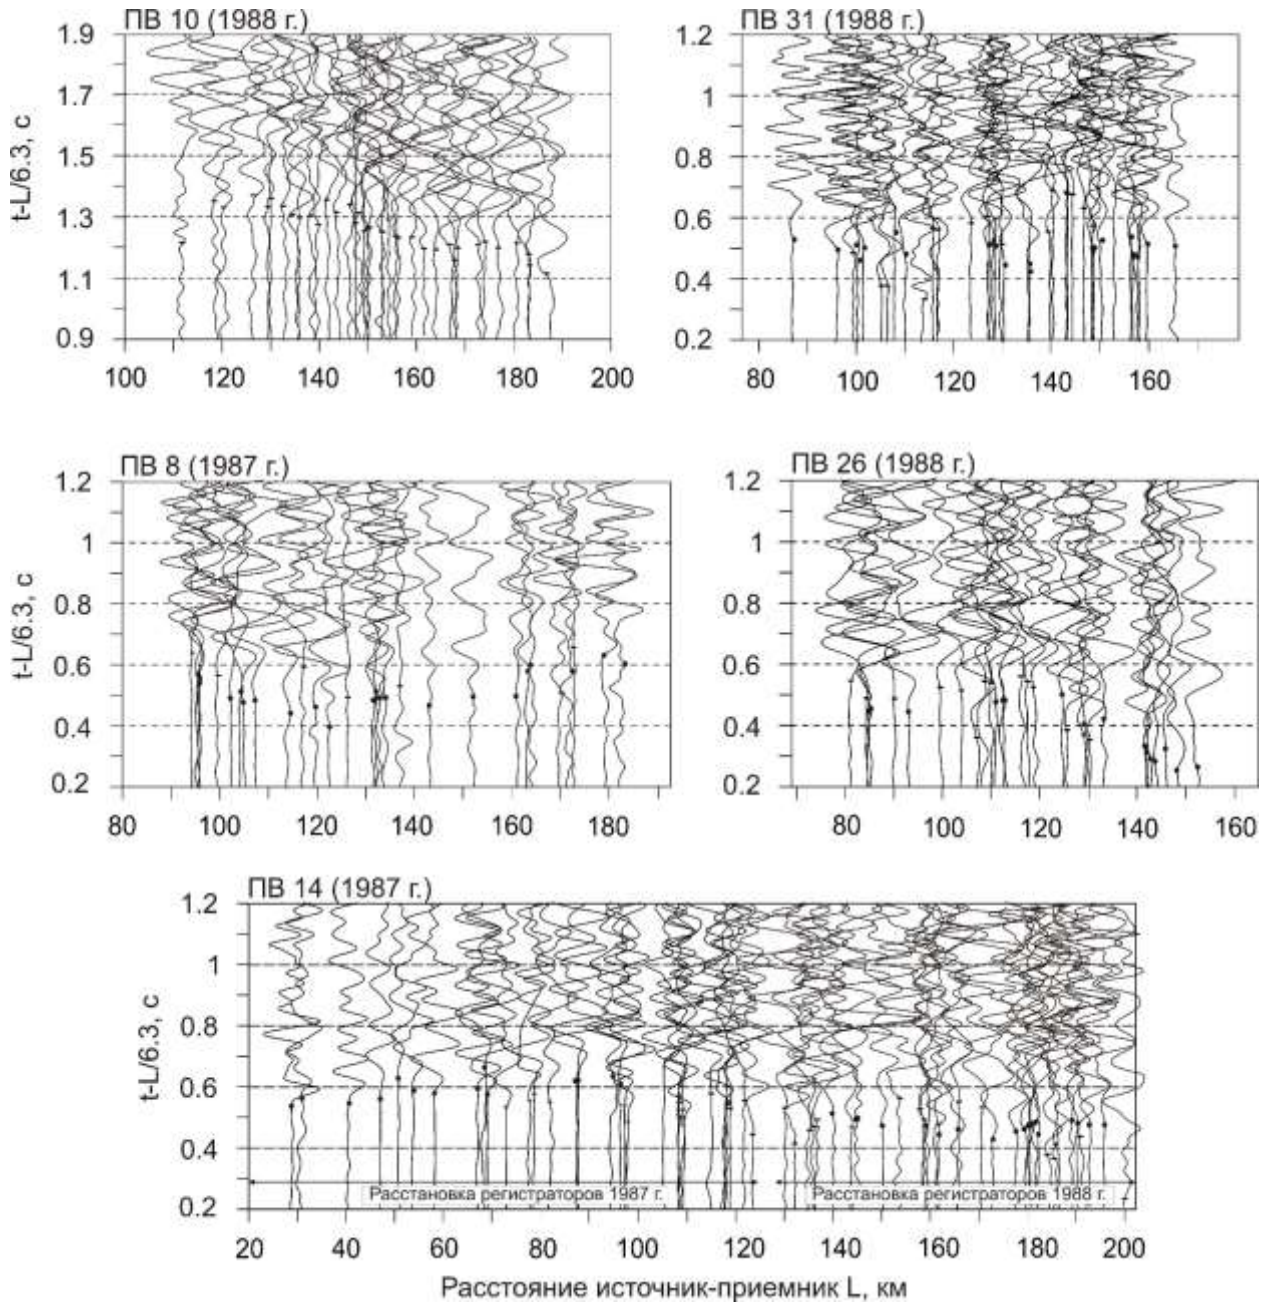 ПВ 10 (1988 г.)
1.9
1.7
1.5
1.3
1.1
0.9
t-L/6.3, с
100 120 140 160 180 200
ПВ 31 (1988 г.)
1.2
1
0.8
0.6
0.4
0.2
80 100 120 140 160
ПВ 8 (1987 г.)
1.2
1
0.8
0.6
0.4
0.2
t-L/6.3, с
80 100 120 140 160 180
ПВ 26 (1988 г.)
1.2
1
0.8
0.6
0.4
0.2
80 100 120 140 160
ПВ 14 (1987 г.)
1.2
1
0.8
0.6
0.4
0.2
t-L/6.3, с
Расстановка регистраторов 1987 г. Расстановка регистраторов 1988 г.
20 40 60 80 100 120 140 160 180 200
Расстояние источник-приемник L, км